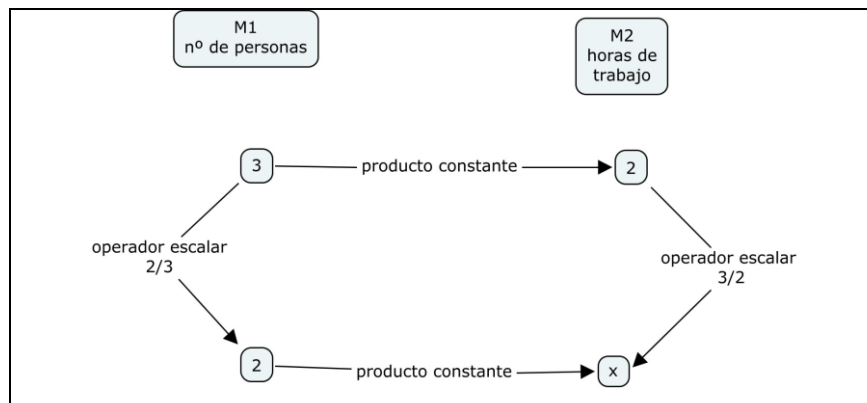 M1
nº de personas
M2
horas de
trabajo
3
producto constante
2
operador escalar
2/3
operador escalar
3/2
2
producto constante
x